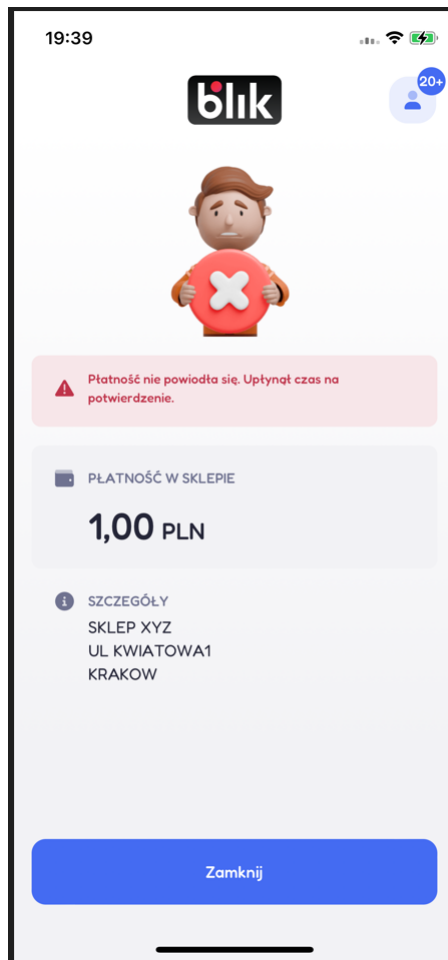 19:39
blik
20+
Płatność nie powiodła się. Upłynął czas na
potwierdzenie.
PŁATNOŚĆ W SKLEPIE
1,00 PLN
SZCZEGÓŁY
SKLEP XYZ
UL KWIATOWA1
KRAKOW
Zamknij